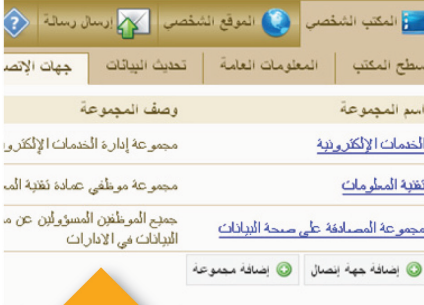 المكتب الشخصي الموقع الشخصي إرسال رسالة
سطح المكتب المعلومات العامة تحديث البيانات جهات الإتصا
اسم المجموعة وصف المجموعة
الخدمات الإلكترونية مجموعة إدارة الخدمات الإلكترو
تقنية المعلومات مجموعة موظفي عمادة تقنية الم
مجموعة المصادقة على صحة البيانات جميع الموظفين المسؤولين عن م
البيانات في الادارات
إضافة جهة إتصال إضافة مجموعة